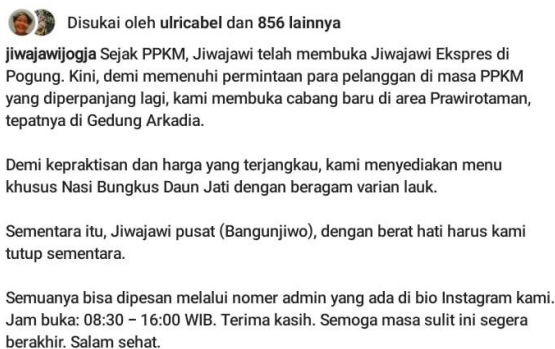 Disukai oleh ulricabel dan 856 lainnya
jiwajawijogja Sejak PPKM, Jiwajawi telah membuka Jiwajawi Ekspres di
Pogung. Kini, demi memenuhi permintaan para pelanggan di masa PPKM
yang diperpanjang lagi, kami membuka cabang baru di area Prawirotaman,
tepatnya di Gedung Arkadia.
Demi kepraktisan dan harga yang terjangkau, kami menyediakan menu
khusus Nasi Bungkus Daun Jati dengan beragam varian lauk.
Sementara itu, Jiwajawi pusat (Bangunjiwo), dengan berat hati harus kami
tutup sementara.
Semuanya bisa dipesan melalui nomer admin yang ada di bio Instagram kami.
Jam buka: 08:30 – 16:00 WIB. Terima kasih. Semoga masa sulit ini segera
berakhir. Salam sehat.